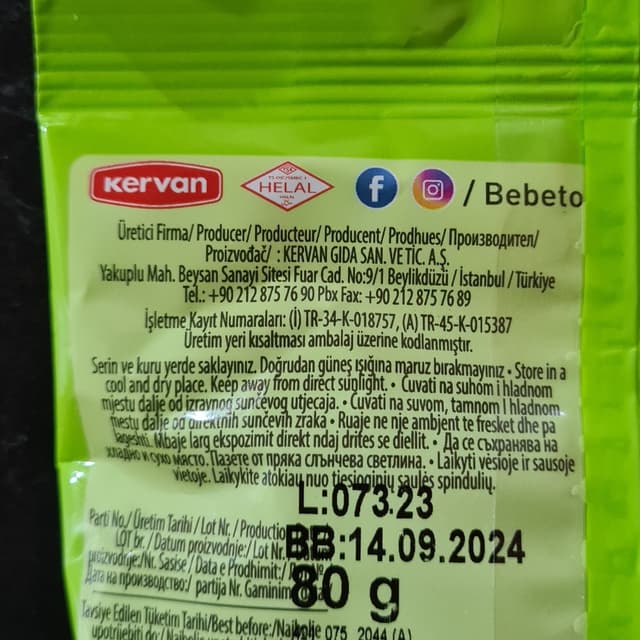 Kervan HELAL / Bebeto
Üretici Firma/ Producer/ Producteur/ Producent/ Prodhues/ Производител/
Proizvođač/ : KERVAN GIDA SAN. VE TİC. A.Ş.
Yakuplu Mah. Beysan Sanayi Sitesi Fuar Cad. No:9/1 Beylikdüzü / İstanbul / Türkiye
Tel.: +90 212 875 76 90 Pbx Fax: +90 212 875 76 89
İşletme Kayıt Numaraları: (İ) TR-34-K-018757, (A) TR-45-K-015387
Üretim yeri kısaltması ambalaj üzerine kodlanmıştır.
Serin ve kuru yerde saklayınız. Doğrudan güneş ışığına maruz bırakmayınız • Store in a
cool and dry place. Keep away from direct sunlight. • Čuvati na suhom i hladnom
mjestu dalje od izravnog sunčevog utjecaja. • Čuvati na suvom, tamnom I hladnom
mestu dalje od direktnih sunčevih zraka • Ruaje ne nje ambjent te fresket dhe pa
lageshti. Mbaje larg ekspozimit direkt ndaj drites se diellit. • Да се съхранява на
хладно и сухо място. Пазете от пряка слънчева светлина. • Laikyti vėsioje ir sausoje
vietoje. Laikykite atokiau nuo tiesioginių saulės spindulių.
L:073.23
Parti No./ Üretim Tarihi / Lot Nr. / Productio
LOT br. / Datum proizvodnje:/ Lot Nr.
BB:14.09.2024
proizvodnje:/Nr. Sasise / Data e Prodhimit:/
Дата на производство:/ partija Nr. Gaminim
80 g
Tavsiye Edilen Tüketim Tarihi/Best before:/Najbolje 075 2044 (A)
upotrijebiti do:/